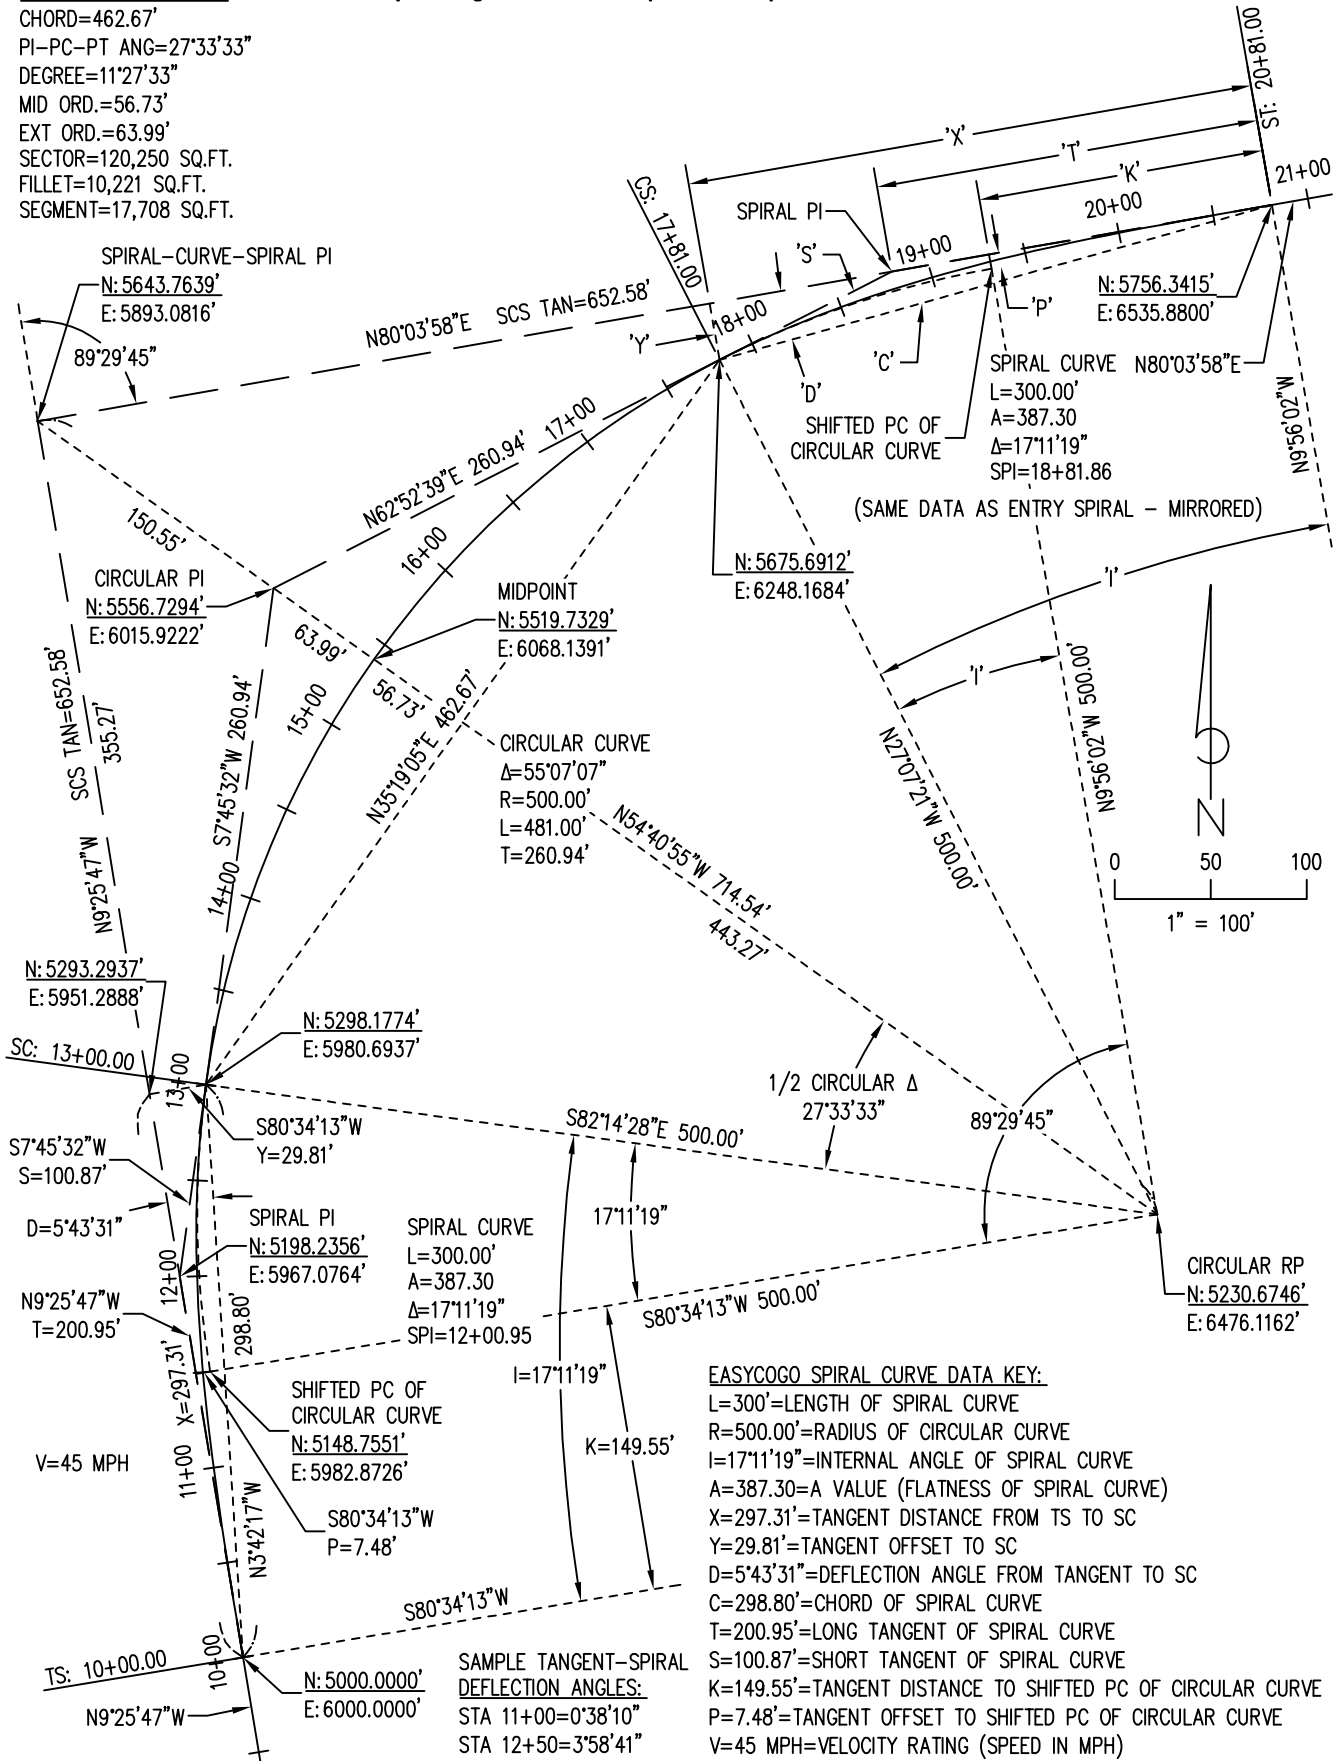 CHORD=462.67'
PI-PC-PT ANG=27°33'33"
DEGREE=11°27'33"
MID ORD.=56.73'
EXT ORD.=63.99'
SECTOR=120,250 SQ.FT.
FILLET=10,221 SQ.FT.
SEGMENT=17,708 SQ.FT.
SPIRAL-CURVE-SPIRAL PI
N: 5643.7639'
E: 5893.0816'
89°29'45"
N80°03'58"E SCS TAN=652.58'
CS: 17+81.00
ST: 20+81.00
'X'
'T'
'K'
SPIRAL PI
'S'
18+00
19+00
20+00
21+00
'Y'
'D'
'C'
'P'
N: 5756.3415'
E: 6535.8800'
N80°03'58"E
N9°56'02"W
SHIFTED PC OF
CIRCULAR CURVE
SPIRAL CURVE
L=300.00'
A=387.30
Δ=17°11'19"
SPI=18+81.86
(SAME DATA AS ENTRY SPIRAL - MIRRORED)
N62°52'39"E 260.94'
17+00
16+00
150.55'
CIRCULAR PI
N: 5556.7294'
E: 6015.9222'
63.99'
56.73'
MIDPOINT
N: 5519.7329'
E: 6068.1391'
N: 5675.6912'
E: 6248.1684'
'I'
'I'
N27°07'21"W 500.00'
N9°56'02"W 500.00'
N
0 50 100
1" = 100'
SCS TAN=652.58'
355.27'
N9°25'47"W
S7°45'32"W 260.94'
15+00
14+00
N35°19'05"E 462.67'
CIRCULAR CURVE
Δ=55°07'07"
R=500.00'
L=481.00'
T=260.94'
N54°40'55"W 714.54'
443.27'
N: 5293.2937'
E: 5951.2888'
SC: 13+00.00
13+00
N: 5298.1774'
E: 5980.6937'
S80°34'13"W
Y=29.81'
S82°14'28"E 500.00'
1/2 CIRCULAR Δ
27°33'33"
89°29'45"
S7°45'32"W
S=100.87'
D=5°43'31"
SPIRAL PI
N: 5198.2356'
E: 5967.0764'
SPIRAL CURVE
L=300.00'
A=387.30
Δ=17°11'19"
SPI=12+00.95
17°11'19"
S80°34'13"W 500.00'
CIRCULAR RP
N: 5230.6746'
E: 6476.1162'
N9°25'47"W
T=200.95'
12+00
298.80'
X=297.31'
11+00
I=17°11'19"
K=149.55'
SHIFTED PC OF
CIRCULAR CURVE
N: 5148.7551'
E: 5982.8726'
V=45 MPH
S80°34'13"W
P=7.48'
N3°42'17"W
S80°34'13"W
TS: 10+00.00
10+00
N: 5000.0000'
E: 6000.0000'
N9°25'47"W
SAMPLE TANGENT-SPIRAL
DEFLECTION ANGLES:
STA 11+00=0°38'10"
STA 12+50=3°58'41"
EASYCOGO SPIRAL CURVE DATA KEY:
L=300'=LENGTH OF SPIRAL CURVE
R=500.00'=RADIUS OF CIRCULAR CURVE
I=17°11'19"=INTERNAL ANGLE OF SPIRAL CURVE
A=387.30=A VALUE (FLATNESS OF SPIRAL CURVE)
X=297.31'=TANGENT DISTANCE FROM TS TO SC
Y=29.81'=TANGENT OFFSET TO SC
D=5°43'31"=DEFLECTION ANGLE FROM TANGENT TO SC
C=298.80'=CHORD OF SPIRAL CURVE
T=200.95'=LONG TANGENT OF SPIRAL CURVE
S=100.87'=SHORT TANGENT OF SPIRAL CURVE
K=149.55'=TANGENT DISTANCE TO SHIFTED PC OF CIRCULAR CURVE
P=7.48'=TANGENT OFFSET TO SHIFTED PC OF CIRCULAR CURVE
V=45 MPH=VELOCITY RATING (SPEED IN MPH)